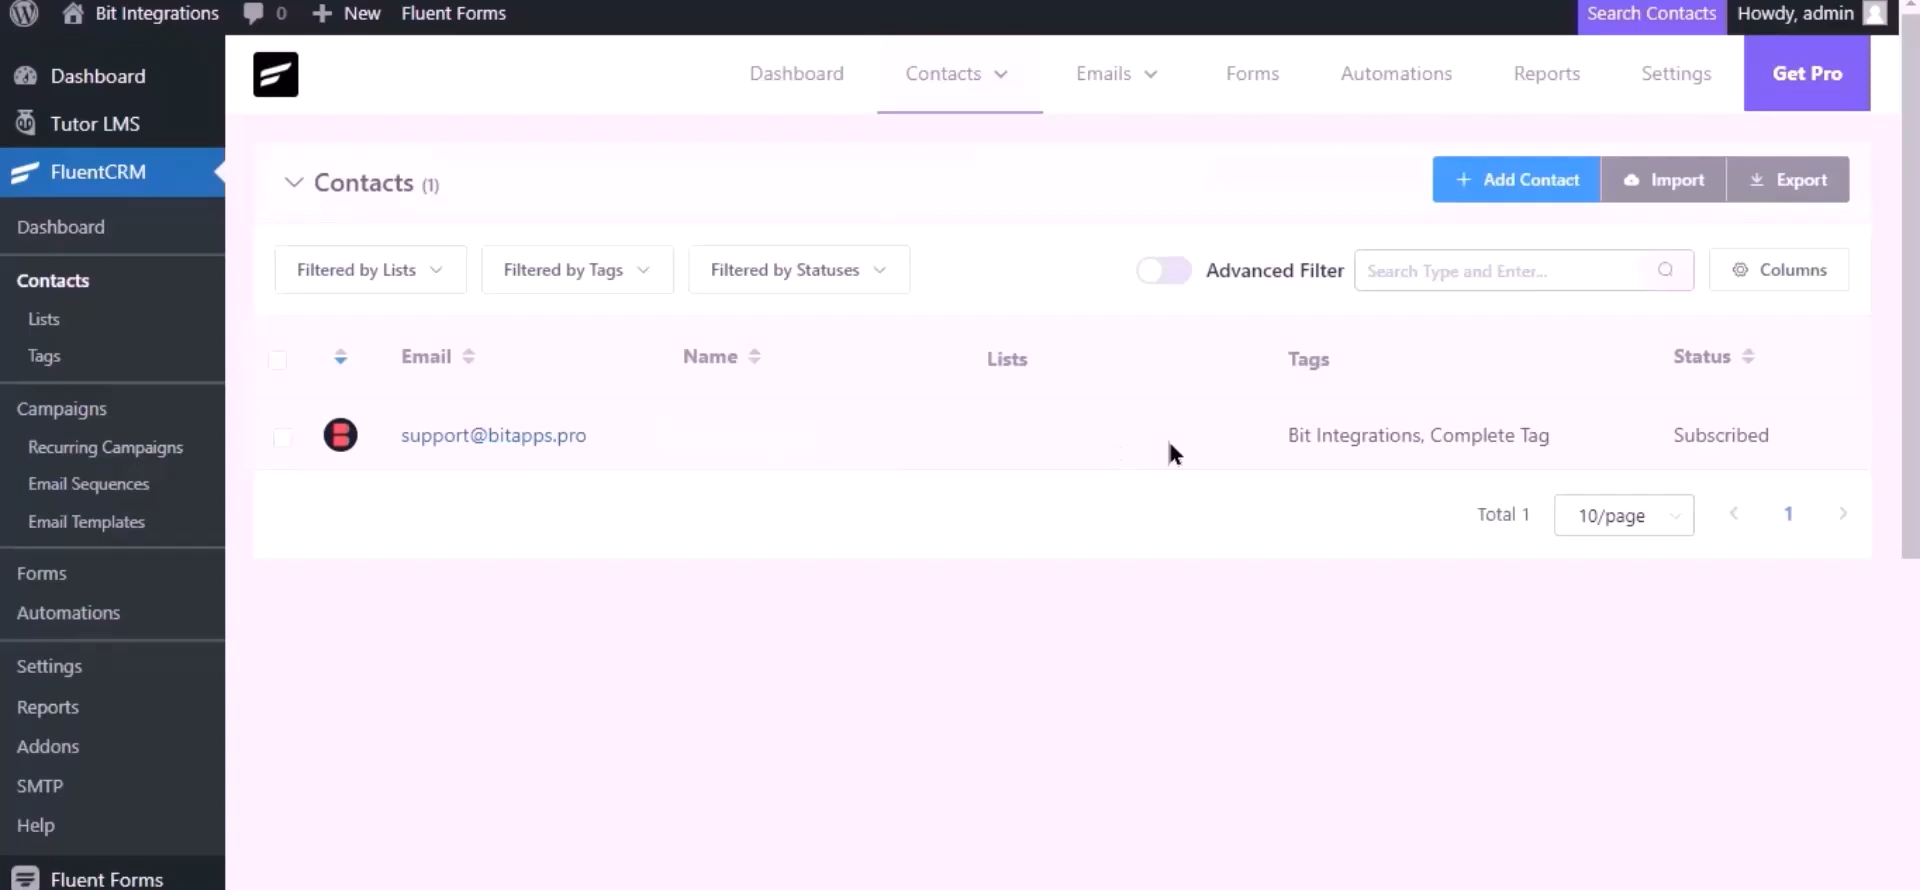 Bit Integrations 0 New Fluent Forms Search Contacts Howdy, admin
Dashboard
Tutor LMS
FluentCRM
Dashboard
Contacts
Lists
Tags
Campaigns
Recurring Campaigns
Email Sequences
Email Templates
Forms
Automations
Settings
Reports
Addons
SMTP
Help
Fluent Forms
Dashboard Contacts Emails Forms Automations Reports Settings Get Pro
Contacts (1) + Add Contact Import Export
Filtered by Lists Filtered by Tags Filtered by Statuses Advanced Filter Search Type and Enter... Columns
Email Name Lists Tags Status
support@bitapps.pro Bit Integrations, Complete Tag Subscribed
Total 1 10/page 1